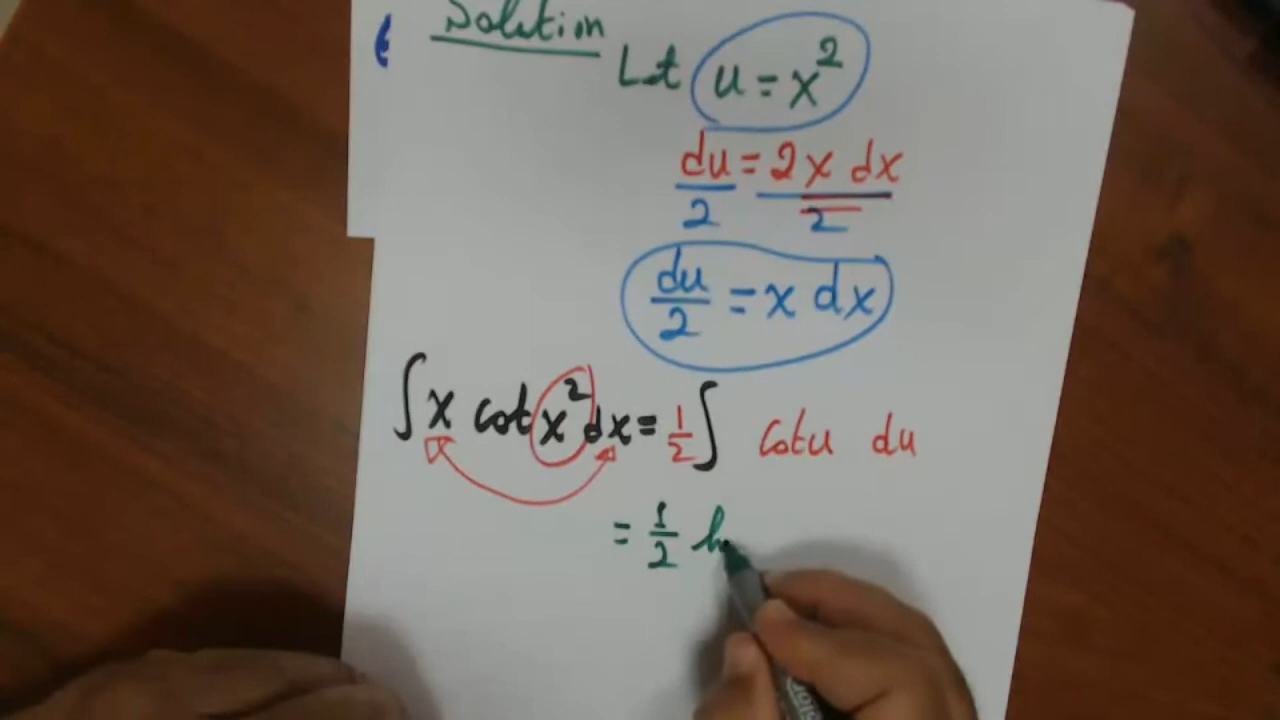 Solution
Let u = x²
du/2 = 2x dx/2
du/2 = x dx
∫ x cot x² dx = 1/2 ∫ cot u du
= 1/2